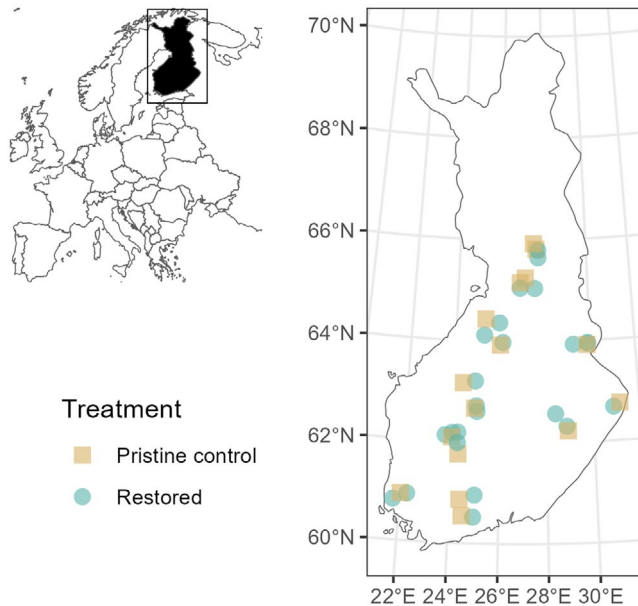 70°N
68°N
66°N
64°N
62°N
60°N
22°E 24°E 26°E 28°E 30°E
Treatment
Pristine control
Restored